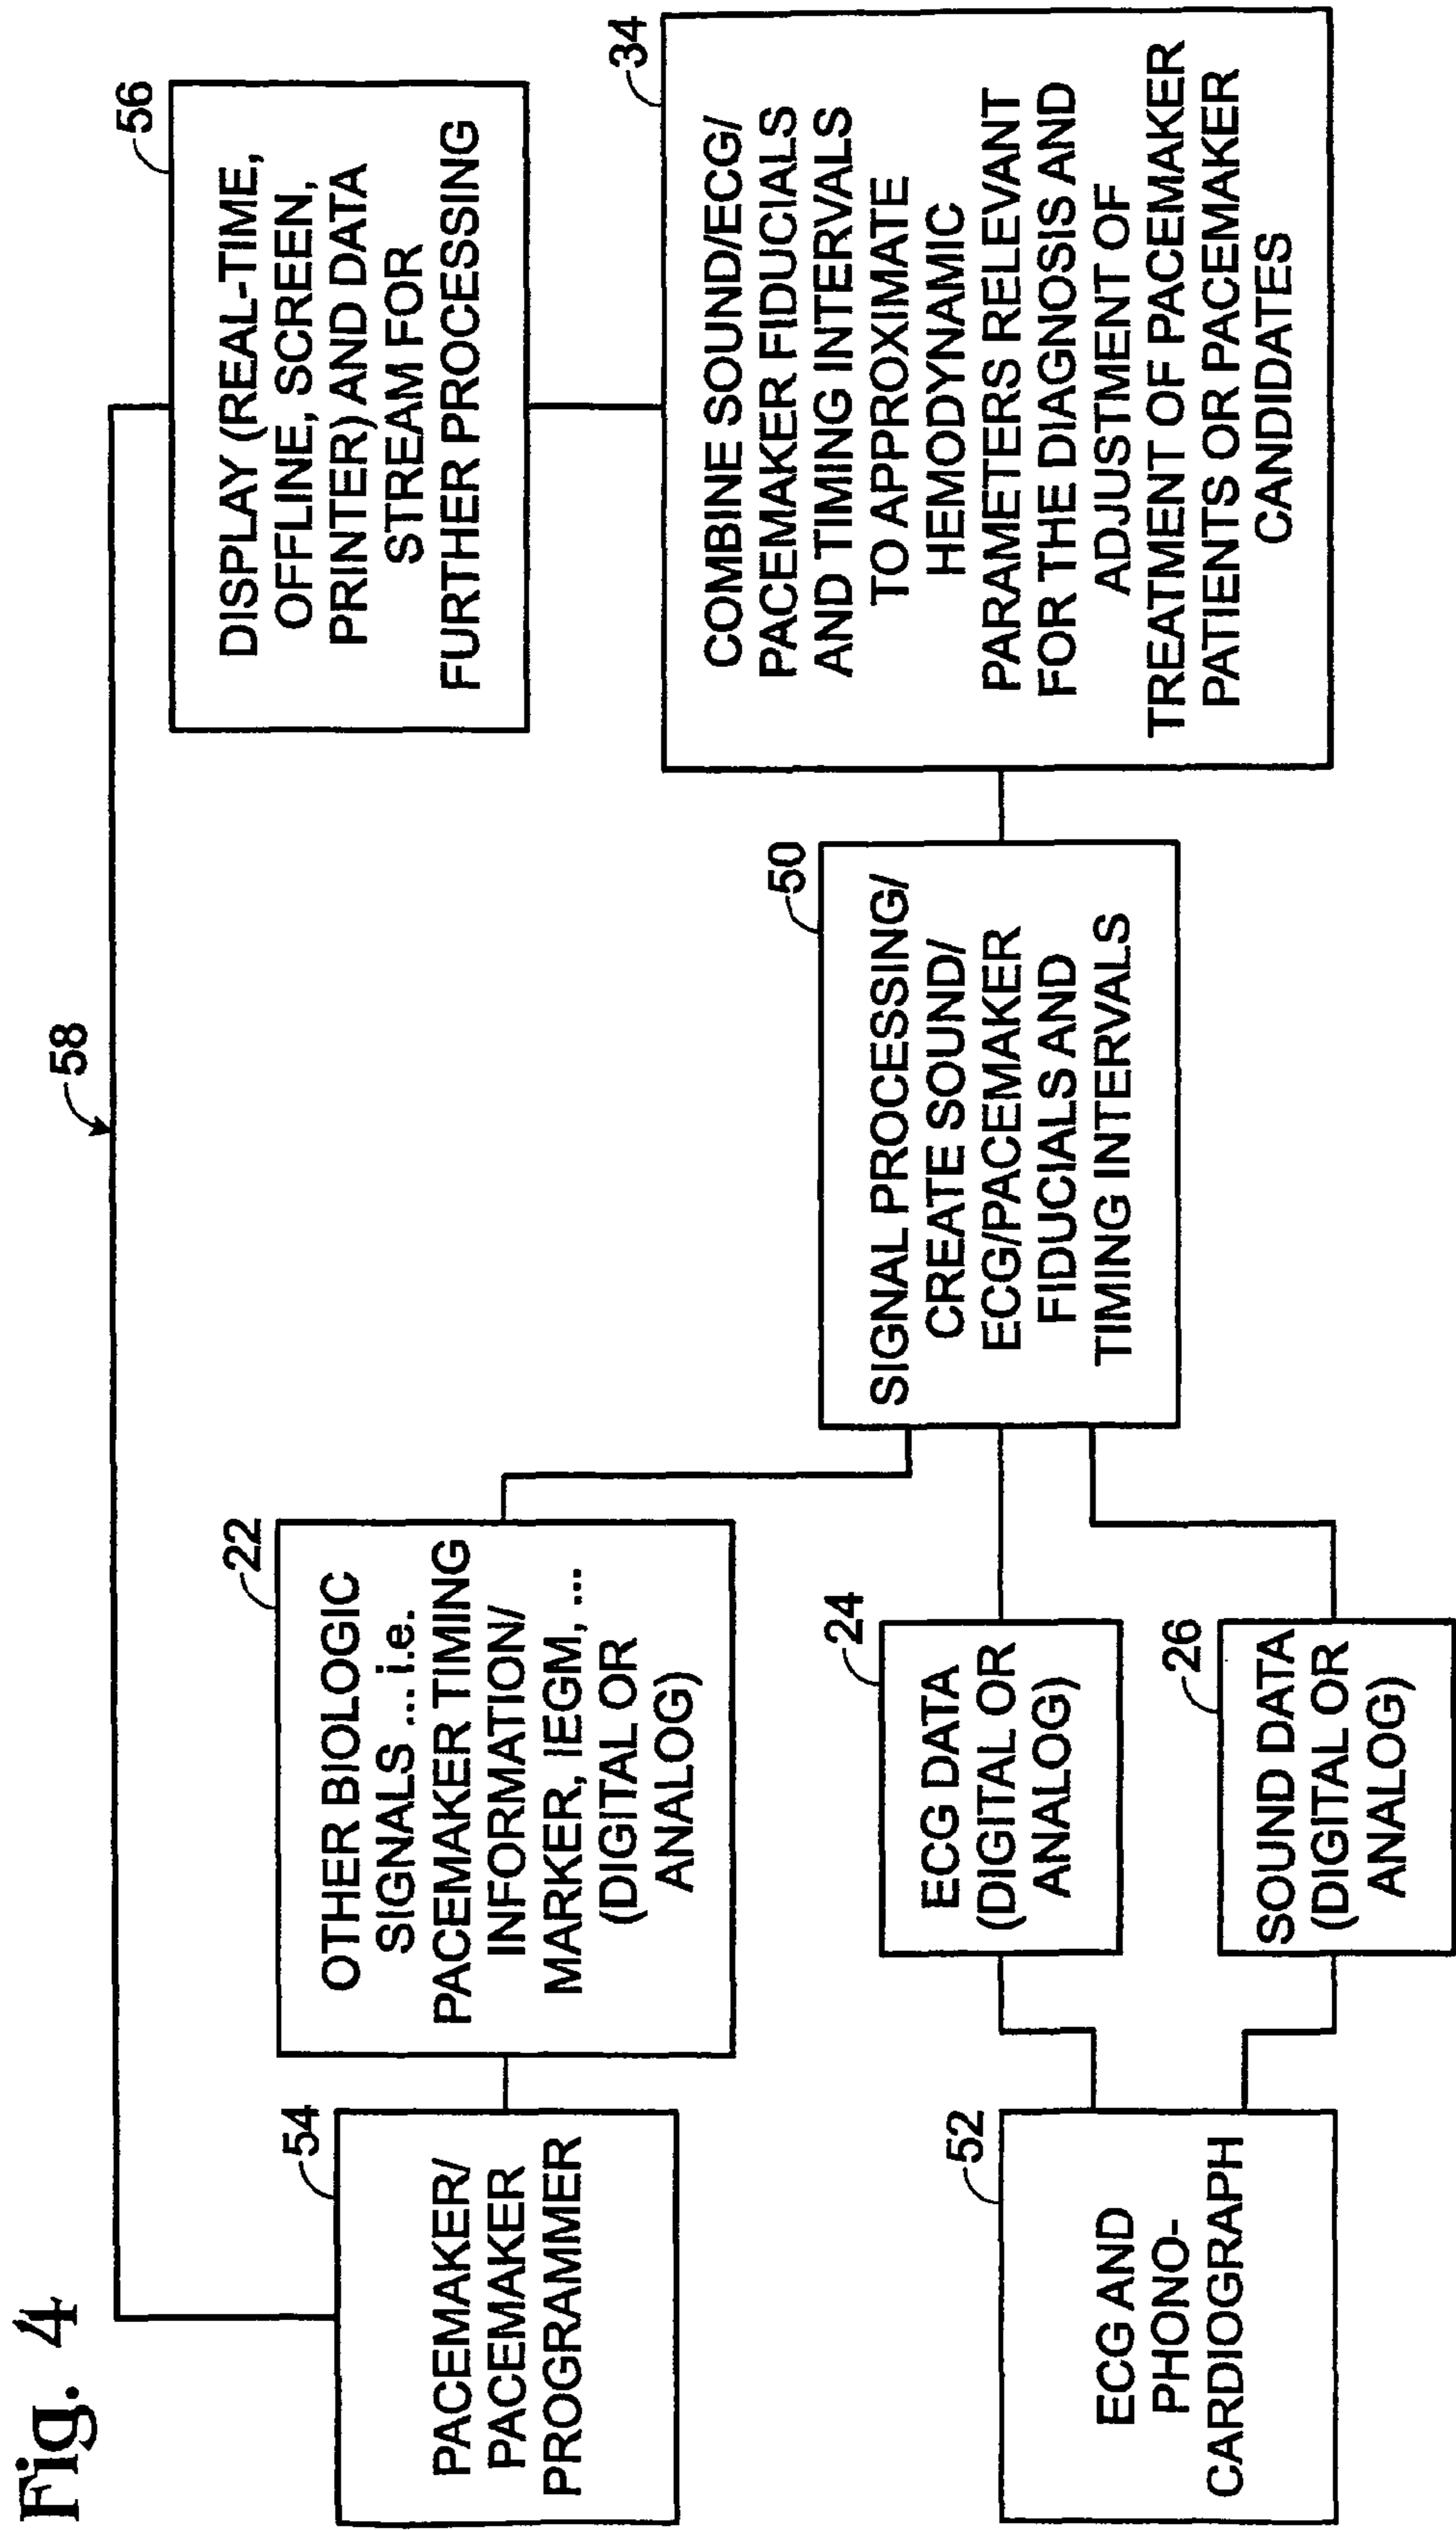 Fig. 4
58
54
PACEMAKER/
PACEMAKER
PROGRAMMER
22
OTHER BIOLOGIC
SIGNALS ... i.e.
PACEMAKER TIMING
INFORMATION/
MARKER, IEGM, ...
(DIGITAL OR
ANALOG)
56
DISPLAY (REAL-TIME,
OFFLINE, SCREEN,
PRINTER) AND DATA
STREAM FOR
FURTHER PROCESSING
52
ECG AND
PHONO-
CARDIOGRAPH
24
ECG DATA
(DIGITAL OR
ANALOG)
26
SOUND DATA
(DIGITAL OR
ANALOG)
50
SIGNAL PROCESSING/
CREATE SOUND/
ECG/PACEMAKER
FIDUCIALS AND
TIMING INTERVALS
34
COMBINE SOUND/ECG/
PACEMAKER FIDUCIALS
AND TIMING INTERVALS
TO APPROXIMATE
HEMODYNAMIC
PARAMETERS RELEVANT
FOR THE DIAGNOSIS AND
ADJUSTMENT OF
TREATMENT OF PACEMAKER
PATIENTS OR PACEMAKER
CANDIDATES